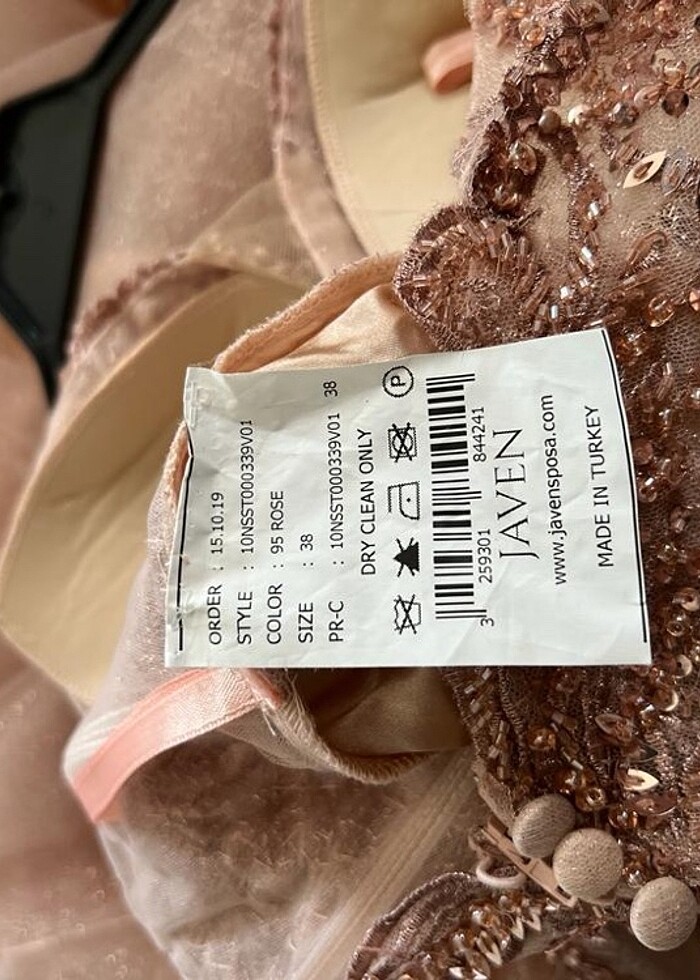 ORDER : 15.10.19
STYLE : 10NSST000339V01
COLOR : 95 ROSE
SIZE : 38
PR-C : 10NSST000339V01 38
DRY CLEAN ONLY
P
3 259301 844241
JAVEN
www.javensposa.com
MADE IN TURKEY